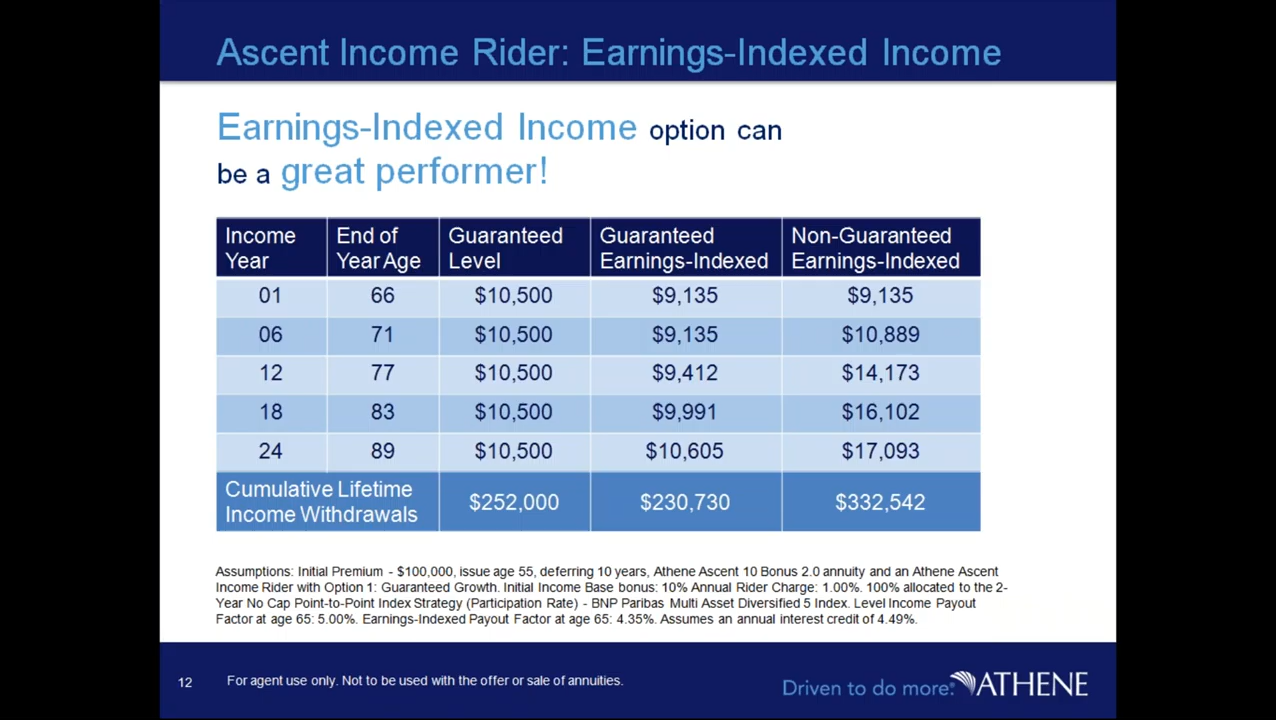 Ascent Income Rider: Earnings-Indexed Income
Earnings-Indexed Income option can
be a great performer!
Income Year End of Year Age Guaranteed Level Guaranteed Earnings-Indexed Non-Guaranteed Earnings-Indexed
01 66 $10,500 $9,135 $9,135
06 71 $10,500 $9,135 $10,889
12 77 $10,500 $9,412 $14,173
18 83 $10,500 $9,991 $16,102
24 89 $10,500 $10,605 $17,093
Cumulative Lifetime Income Withdrawals $252,000 $230,730 $332,542
Assumptions: Initial Premium - $100,000, issue age 55, deferring 10 years, Athene Ascent 10 Bonus 2.0 annuity and an Athene Ascent
Income Rider with Option 1: Guaranteed Growth. Initial Income Base bonus: 10% Annual Rider Charge: 1.00%. 100% allocated to the 2-
Year No Cap Point-to-Point Index Strategy (Participation Rate) - BNP Paribas Multi Asset Diversified 5 Index. Level Income Payout
Factor at age 65: 5.00%. Earnings-Indexed Payout Factor at age 65: 4.35%. Assumes an annual interest credit of 4.49%.
12 For agent use only. Not to be used with the offer or sale of annuities.
Driven to do more.® ATHENE